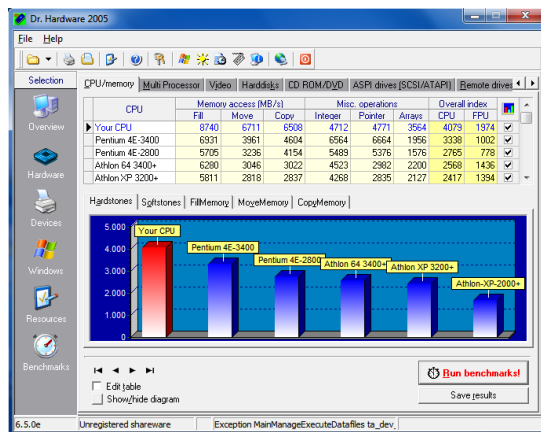 Dr. Hardware 2005
File Help
Selection
Overview
Hardware
Devices
Windows
Resources
Benchmarks
CPU/memory Multi Processor Video Harddisks CD ROM/DVD ASPI drives [SCSI/ATAPI] Remote drives
CPU Memory access (MB/s) Misc. operations Overall index
Fill Move Copy Integer Pointer Arrays CPU FPU
Your CPU 8740 6711 6508 4712 4771 3564 4079 1974
Pentium 4E-3400 6931 3961 4604 6564 6664 1956 3338 1002
Pentium 4E-2800 5705 3236 4154 5489 5376 1576 2765 778
Athlon 64 3400+ 6280 3046 3022 4523 2982 2200 2568 1436
Athlon XP 3200+ 5811 2818 2837 4268 2835 2127 2417 1394
Hardstones Softstones FillMemory MoveMemory CopyMemory
5.000
4.000
3.000
2.000
1.000
0
Your CPU
Pentium 4E-3400
Pentium 4E-2800
Athlon 64 3400+
Athlon XP 3200+
Athlon-XP-2000+
Edit table
Show/hide diagram
Run benchmarks!
Save results
6.5.0e Unregistered shareware Exception MainManageExecuteDatafiles ta_dev,